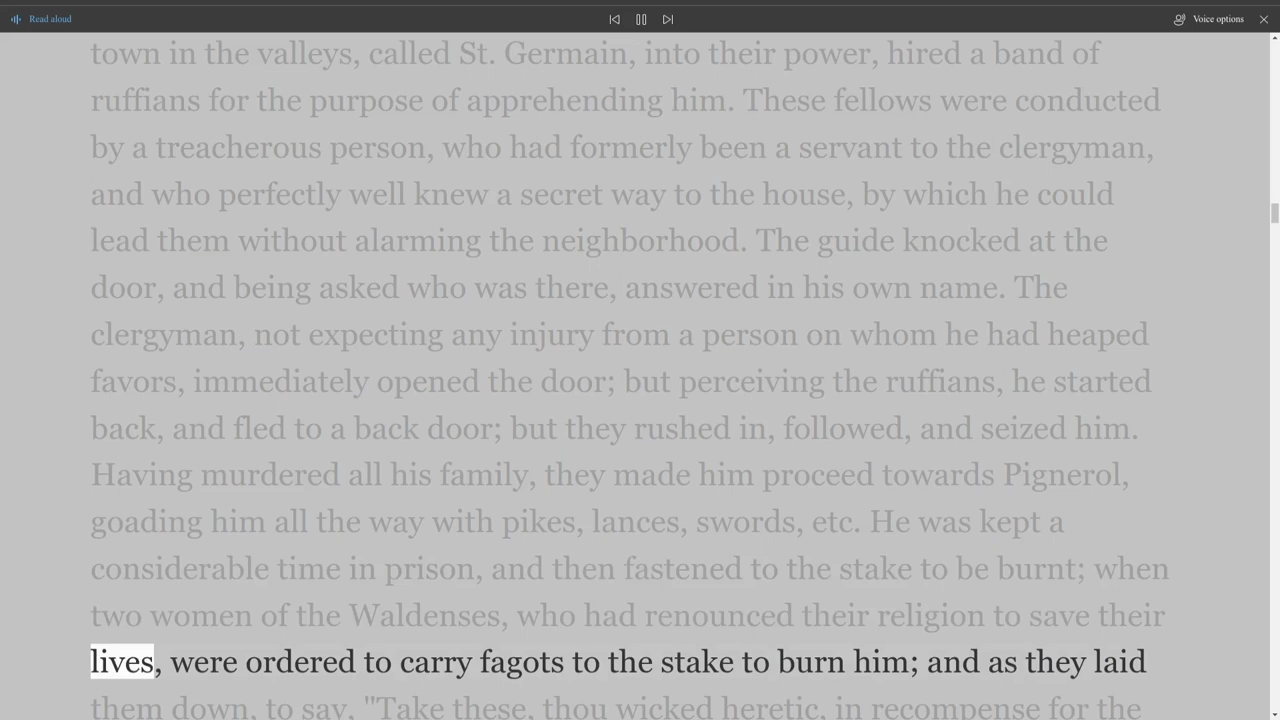 Read aloud
Voice options
town in the valleys, called St. Germain, into their power, hired a band of
ruffians for the purpose of apprehending him. These fellows were conducted
by a treacherous person, who had formerly been a servant to the clergyman,
and who perfectly well knew a secret way to the house, by which he could
lead them without alarming the neighborhood. The guide knocked at the
door, and being asked who was there, answered in his own name. The
clergyman, not expecting any injury from a person on whom he had heaped
favors, immediately opened the door; but perceiving the ruffians, he started
back, and fled to a back door; but they rushed in, followed, and seized him.
Having murdered all his family, they made him proceed towards Pignerol,
goading him all the way with pikes, lances, swords, etc. He was kept a
considerable time in prison, and then fastened to the stake to be burnt; when
two women of the Waldenses, who had renounced their religion to save their
lives, were ordered to carry fagots to the stake to burn him; and as they laid
them down, to say, "Take these, thou wicked heretic, in recompense for the